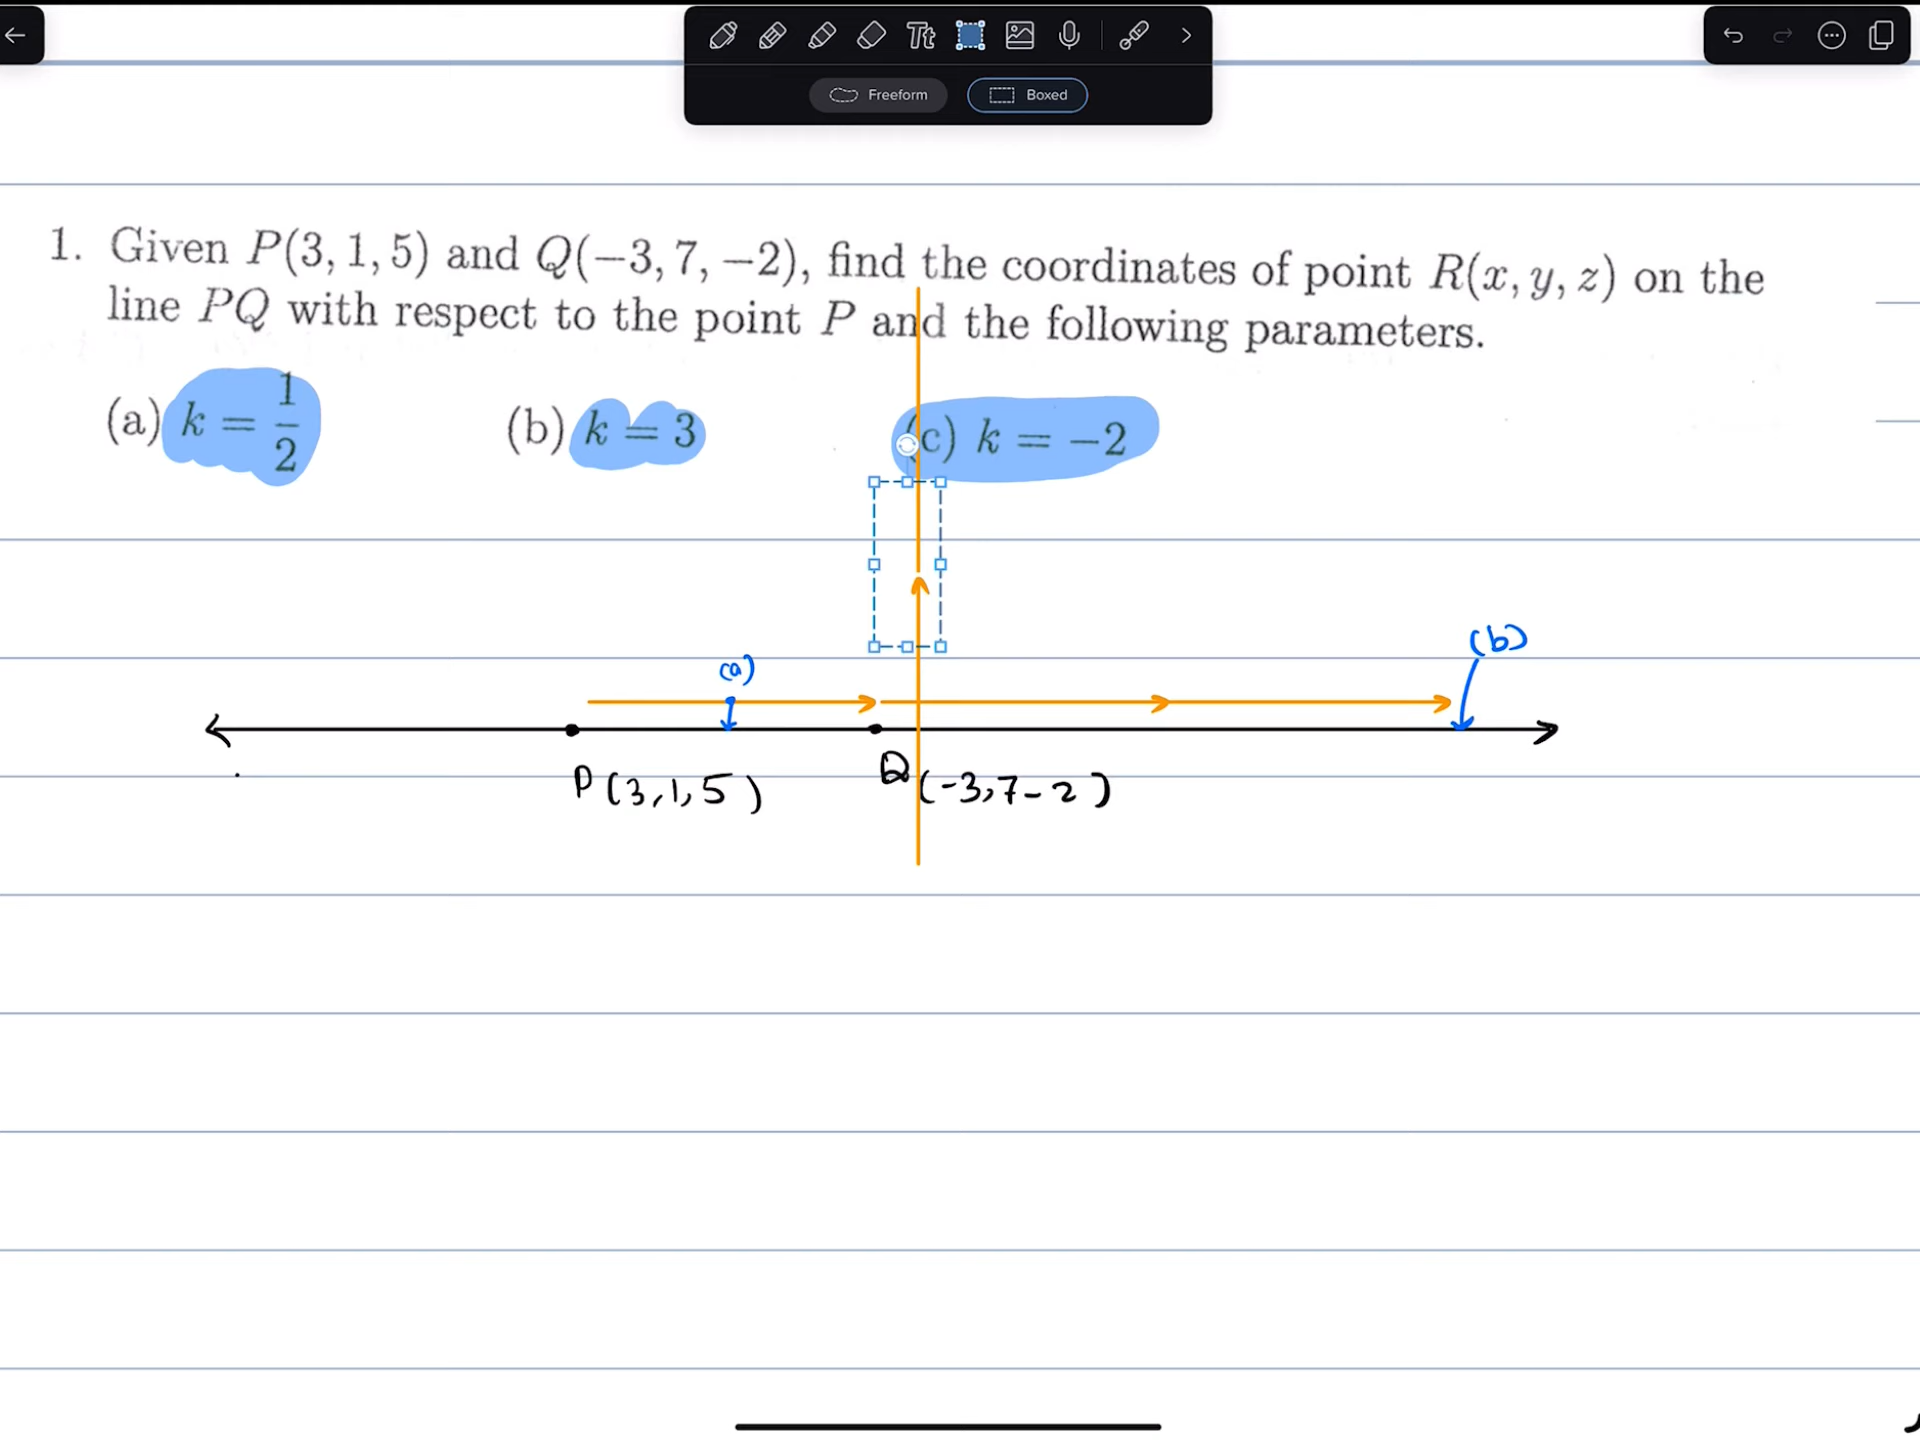 Tt
Freeform
Boxed
1. Given P(3, 1, 5) and Q(−3, 7, −2), find the coordinates of point R(x, y, z) on the
line PQ with respect to the point P and the following parameters.
(a) k = 1/2 (b) k = 3 (c) k = −2
(a)
(b)
P(3,1,5)
Q(-3,7-2)